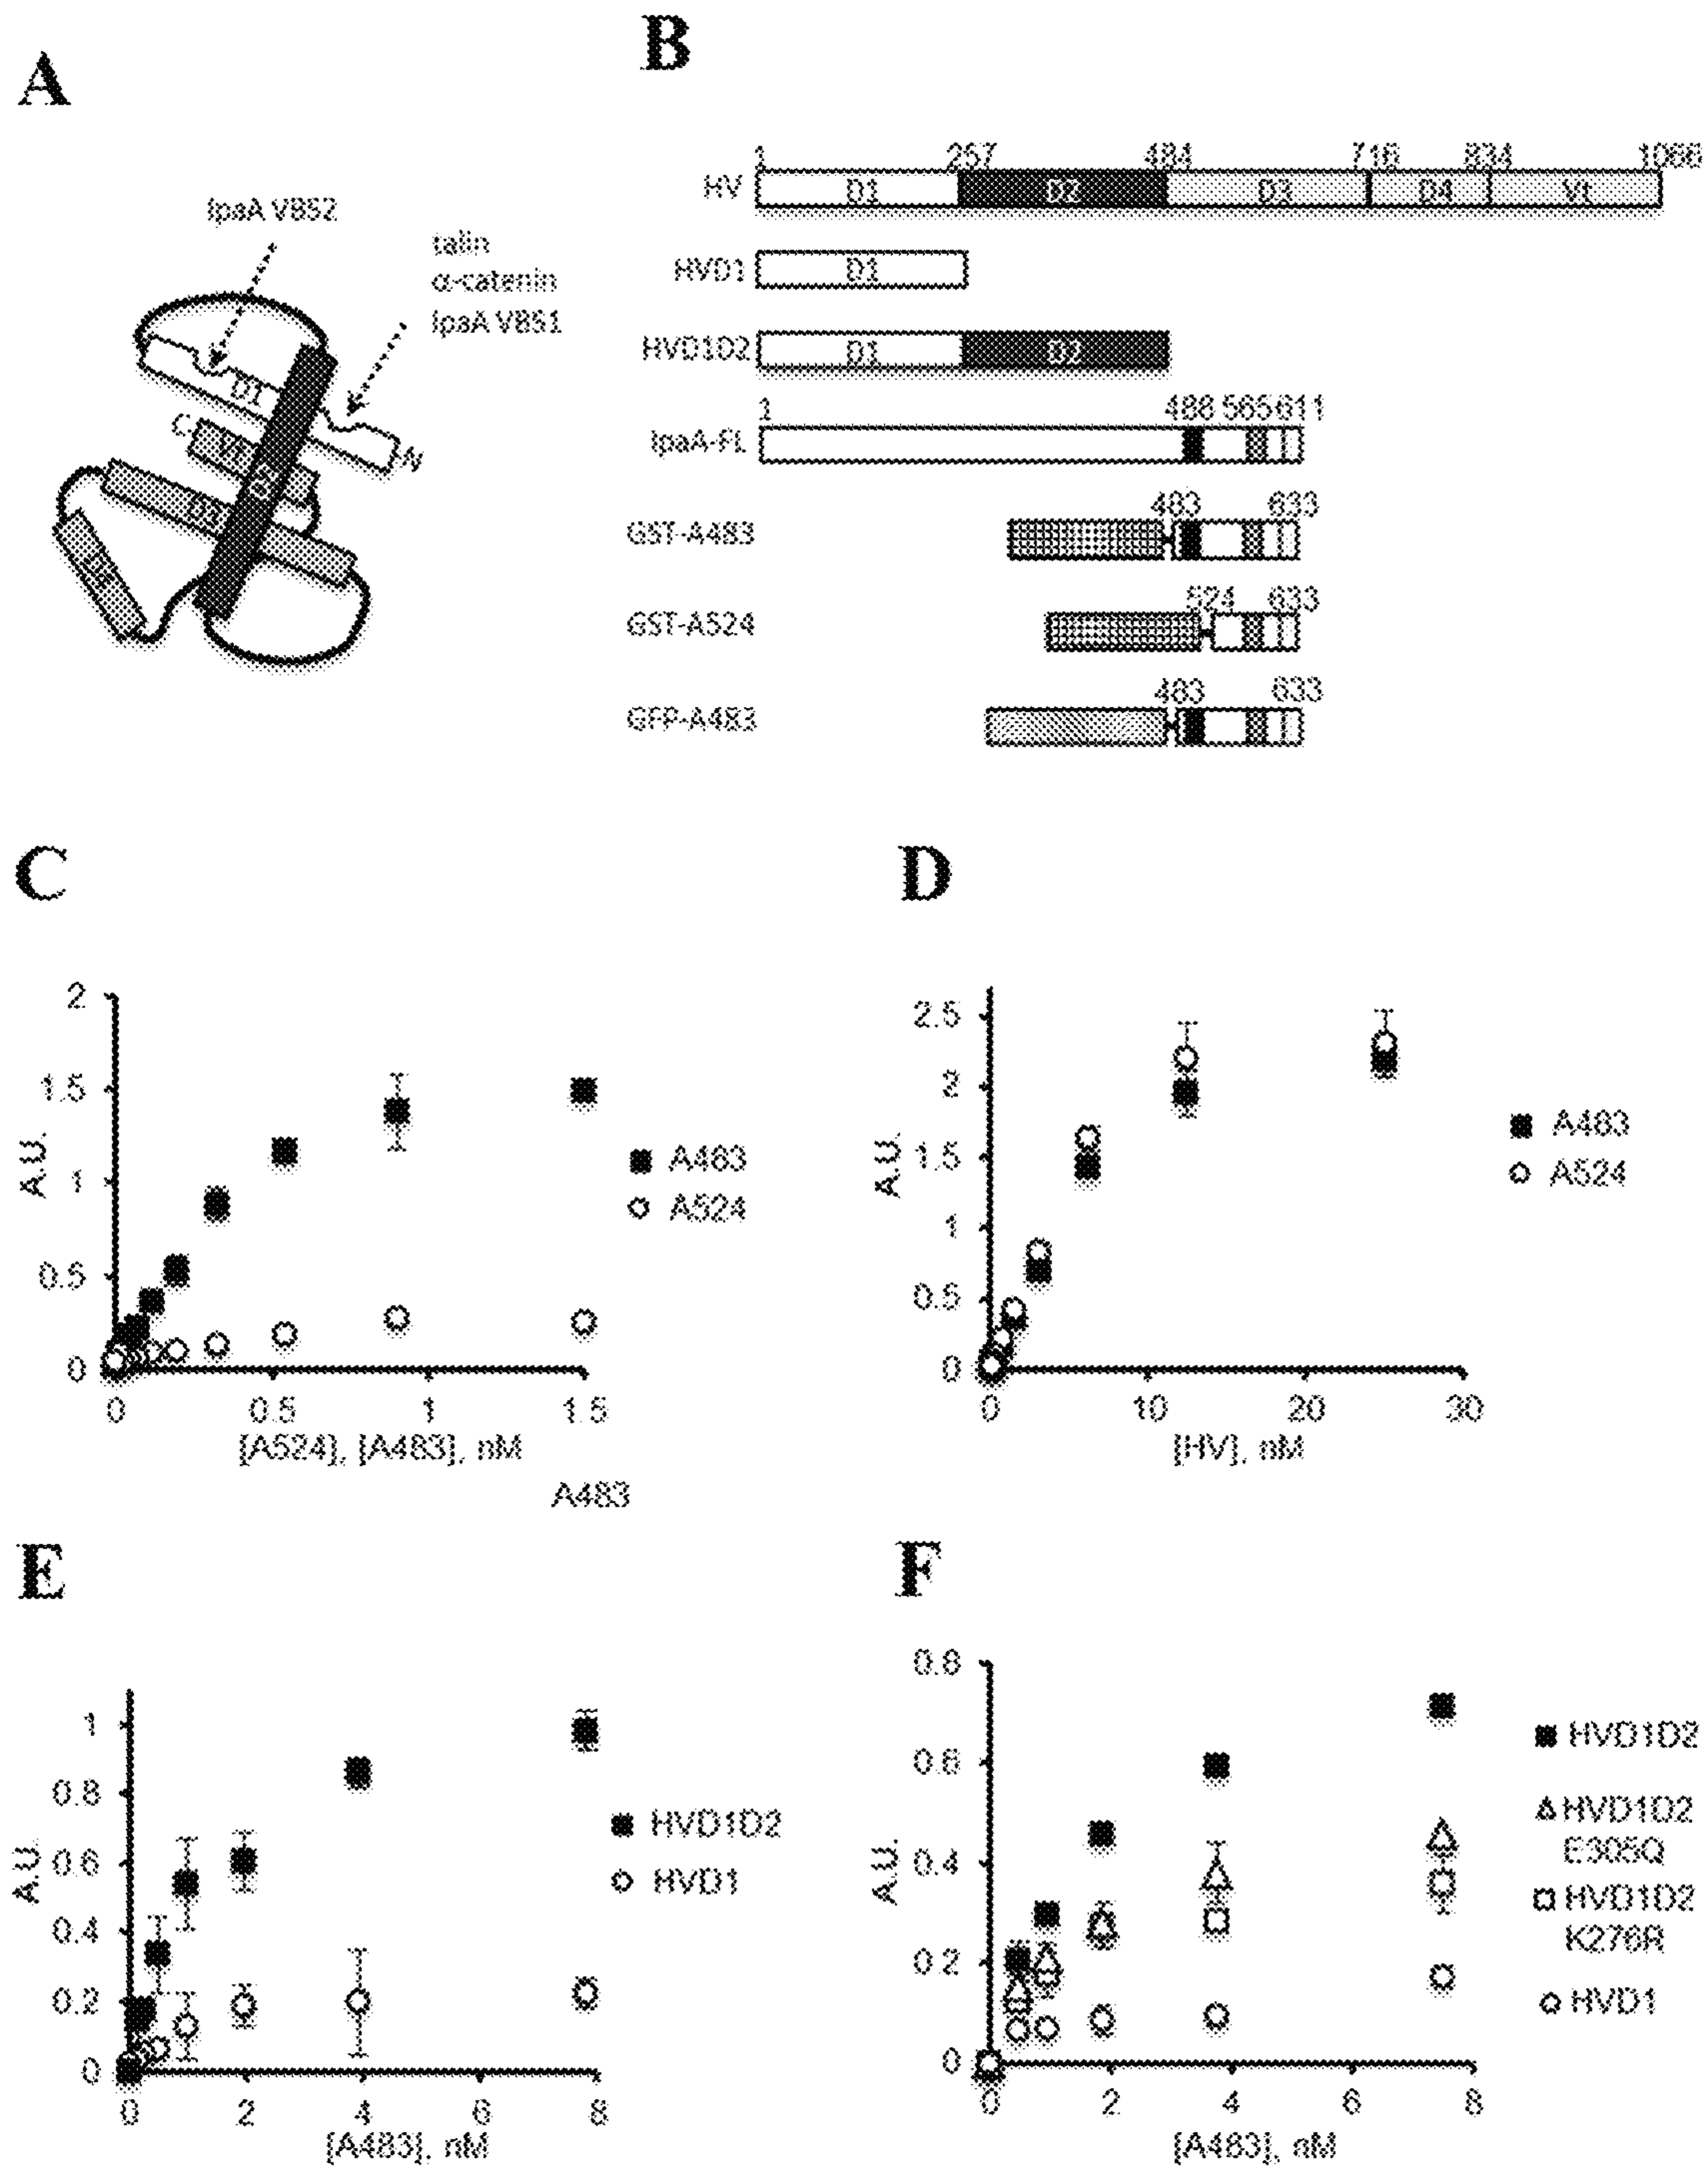 A
IpaA VBS2
talin
α-catenin
IpaA VBS1
D1
C
N
D2
D3
D4
B
1 257 484 716 834 1066
HV D1 D2 D3 D4 Vt
HVD1 D1
HVD1D2 D1 D2
1 488 565 611
IpaA-FL
483 633
GST-A483
524 633
GST-A524
483 633
GFP-A483
C
2
1.5
1
0.5
0
A.U.
A483
A524
0 0.5 1 1.5
[A524], [A483], nM
A483
D
2.5
2
1.5
1
0.5
0
A.U.
A483
A524
0 10 20 30
[HV], nM
E
1
0.8
0.6
0.4
0.2
0
A.U.
HVD1D2
HVD1
0 2 4 6 8
[A483], nM
F
0.8
0.6
0.4
0.2
0
A.U.
HVD1D2
HVD1D2
E305Q
HVD1D2
K276R
HVD1
0 2 4 6 8
[A483], nM